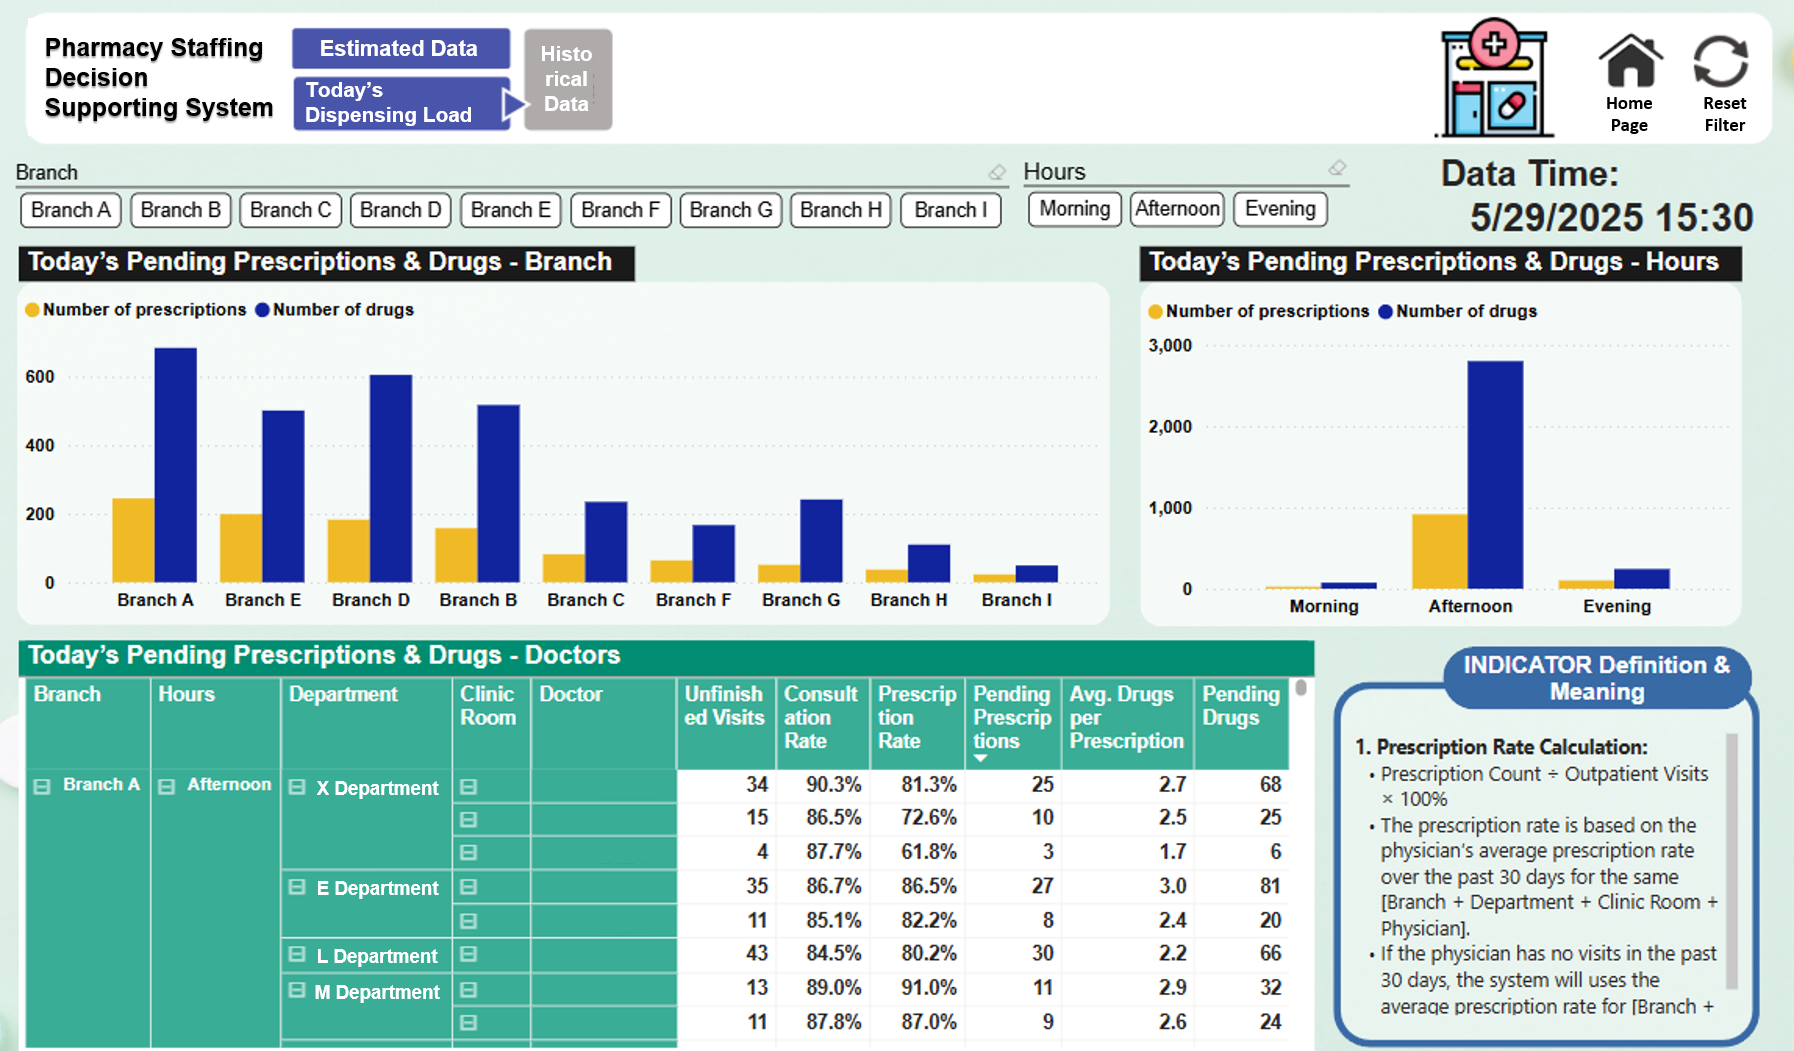 Pharmacy Staffing
Decision
Supporting System
Estimated Data
Today’s
Dispensing Load
Histo
rical
Data
Home
Page
Reset
Filter
Branch
Branch A Branch B Branch C Branch D Branch E Branch F Branch G Branch H Branch I
Hours
Morning Afternoon Evening
Data Time:
5/29/2025 15:30
Today’s Pending Prescriptions & Drugs - Branch
Number of prescriptions Number of drugs
600
400
200
0
Branch A Branch E Branch D Branch B Branch C Branch F Branch G Branch H Branch I
Today’s Pending Prescriptions & Drugs - Hours
Number of prescriptions Number of drugs
3,000
2,000
1,000
0
Morning Afternoon Evening
Today’s Pending Prescriptions & Drugs - Doctors
Branch
Hours
Department
Clinic
Room
Doctor
Unfinish
ed Visits
Consult
ation
Rate
Prescrip
tion
Rate
Pending
Prescrip
tions
Avg. Drugs
per
Prescription
Pending
Drugs
Branch A Afternoon X Department 34 90.3% 81.3% 25 2.7 68
15 86.5% 72.6% 10 2.5 25
4 87.7% 61.8% 3 1.7 6
E Department 35 86.7% 86.5% 27 3.0 81
11 85.1% 82.2% 8 2.4 20
L Department 43 84.5% 80.2% 30 2.2 66
M Department 13 89.0% 91.0% 11 2.9 32
11 87.8% 87.0% 9 2.6 24
INDICATOR Definition &
Meaning
1. Prescription Rate Calculation:
• Prescription Count ÷ Outpatient Visits
× 100%
• The prescription rate is based on the
physician’s average prescription rate
over the past 30 days for the same
[Branch + Department + Clinic Room +
Physician].
• If the physician has no visits in the past
30 days, the system will uses the
average prescription rate for [Branch +